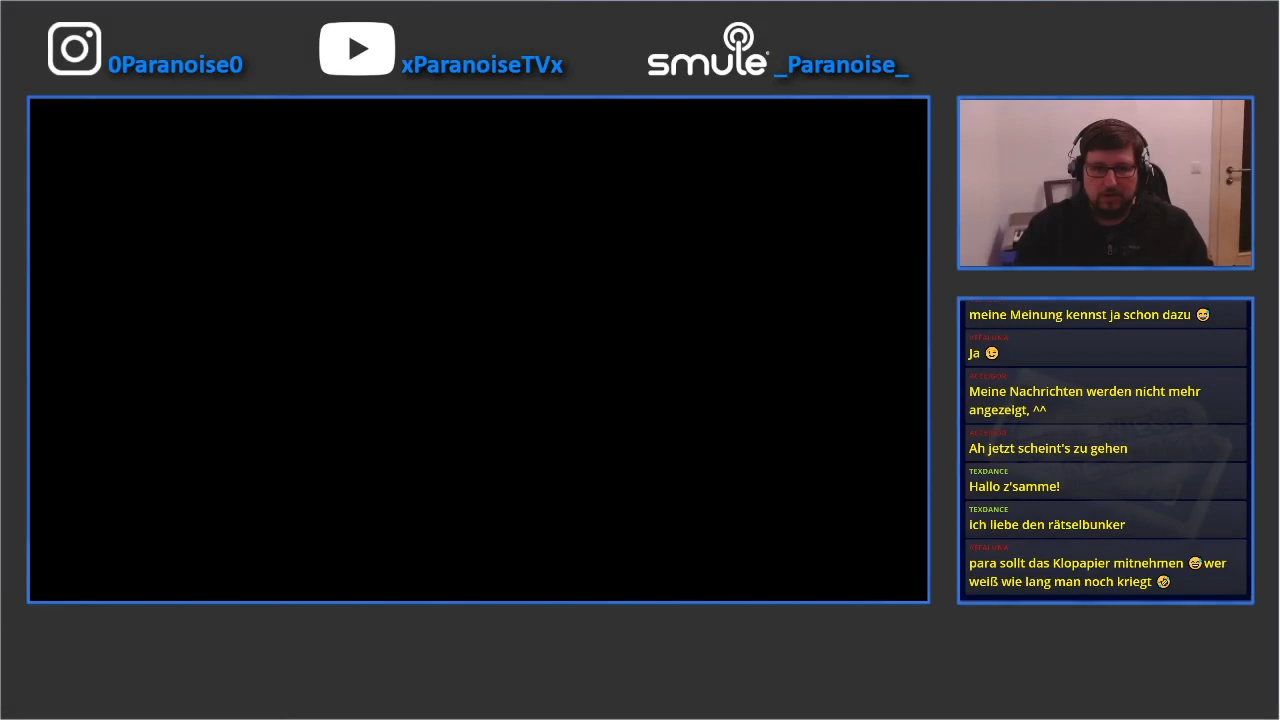 0Paranoise0
xParanoiseTVx
smule
_Paranoise_
meine Meinung kennst ja schon dazu 😅
Ja 😉
Meine Nachrichten werden nicht mehr
angezeigt, ^^
Ah jetzt scheint's zu gehen
TEXDANCE
Hallo z'samme!
TEXDANCE
ich liebe den rätselbunker
para sollt das Klopapier mitnehmen 😅wer
weiß wie lang man noch kriegt 🤣